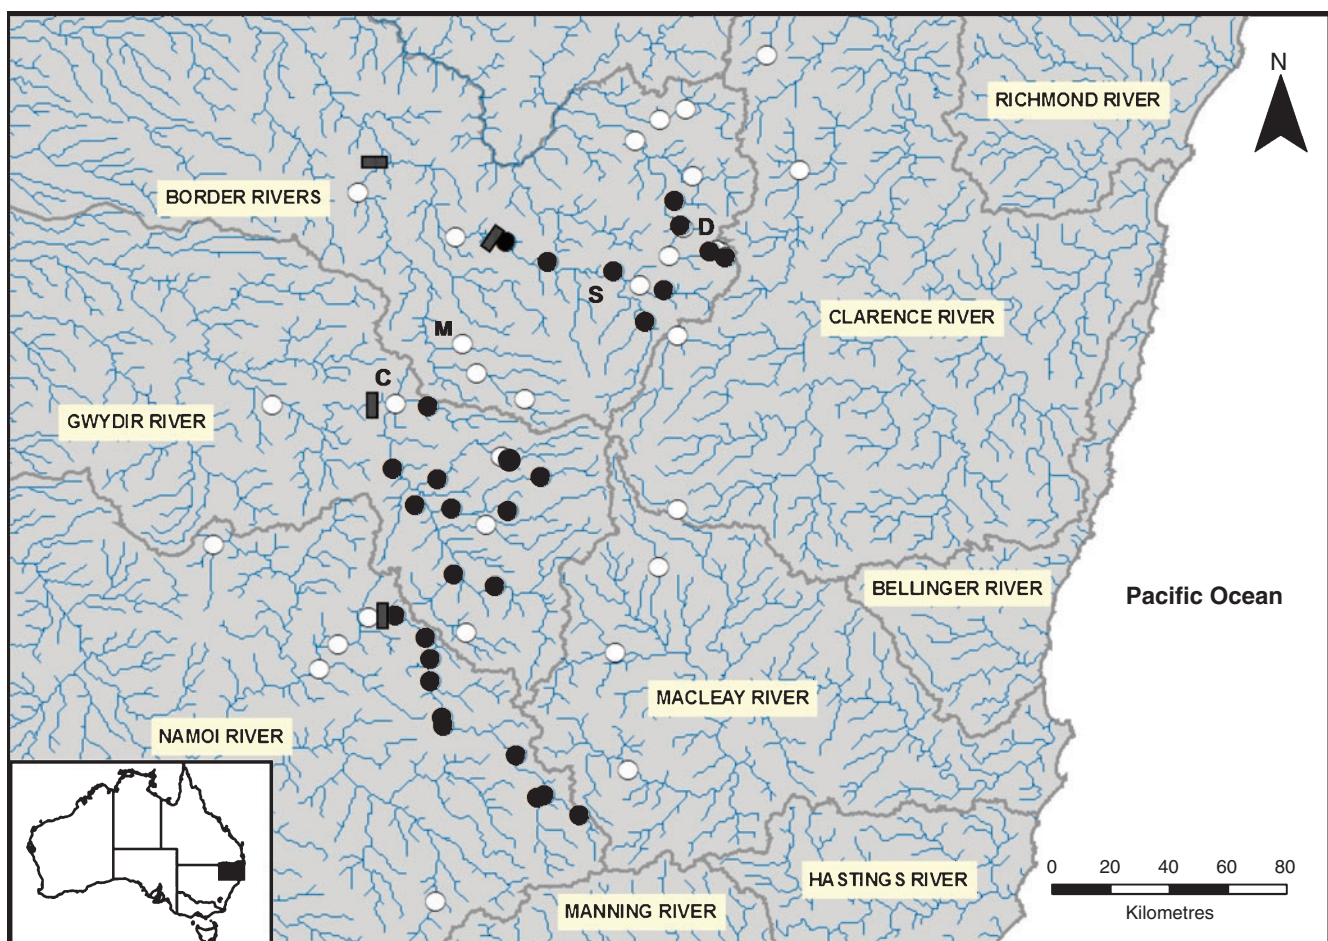 N
RICHMOND RIVER
BORDER RIVERS
D
S
CLARENCE RIVER
M
C
GWYDIR RIVER
BELLINGER RIVER
Pacific Ocean
MACLEAY RIVER
NAMOI RIVER
0 20 40 60 80
HASTINGS RIVER
MANNING RIVER
Kilometres